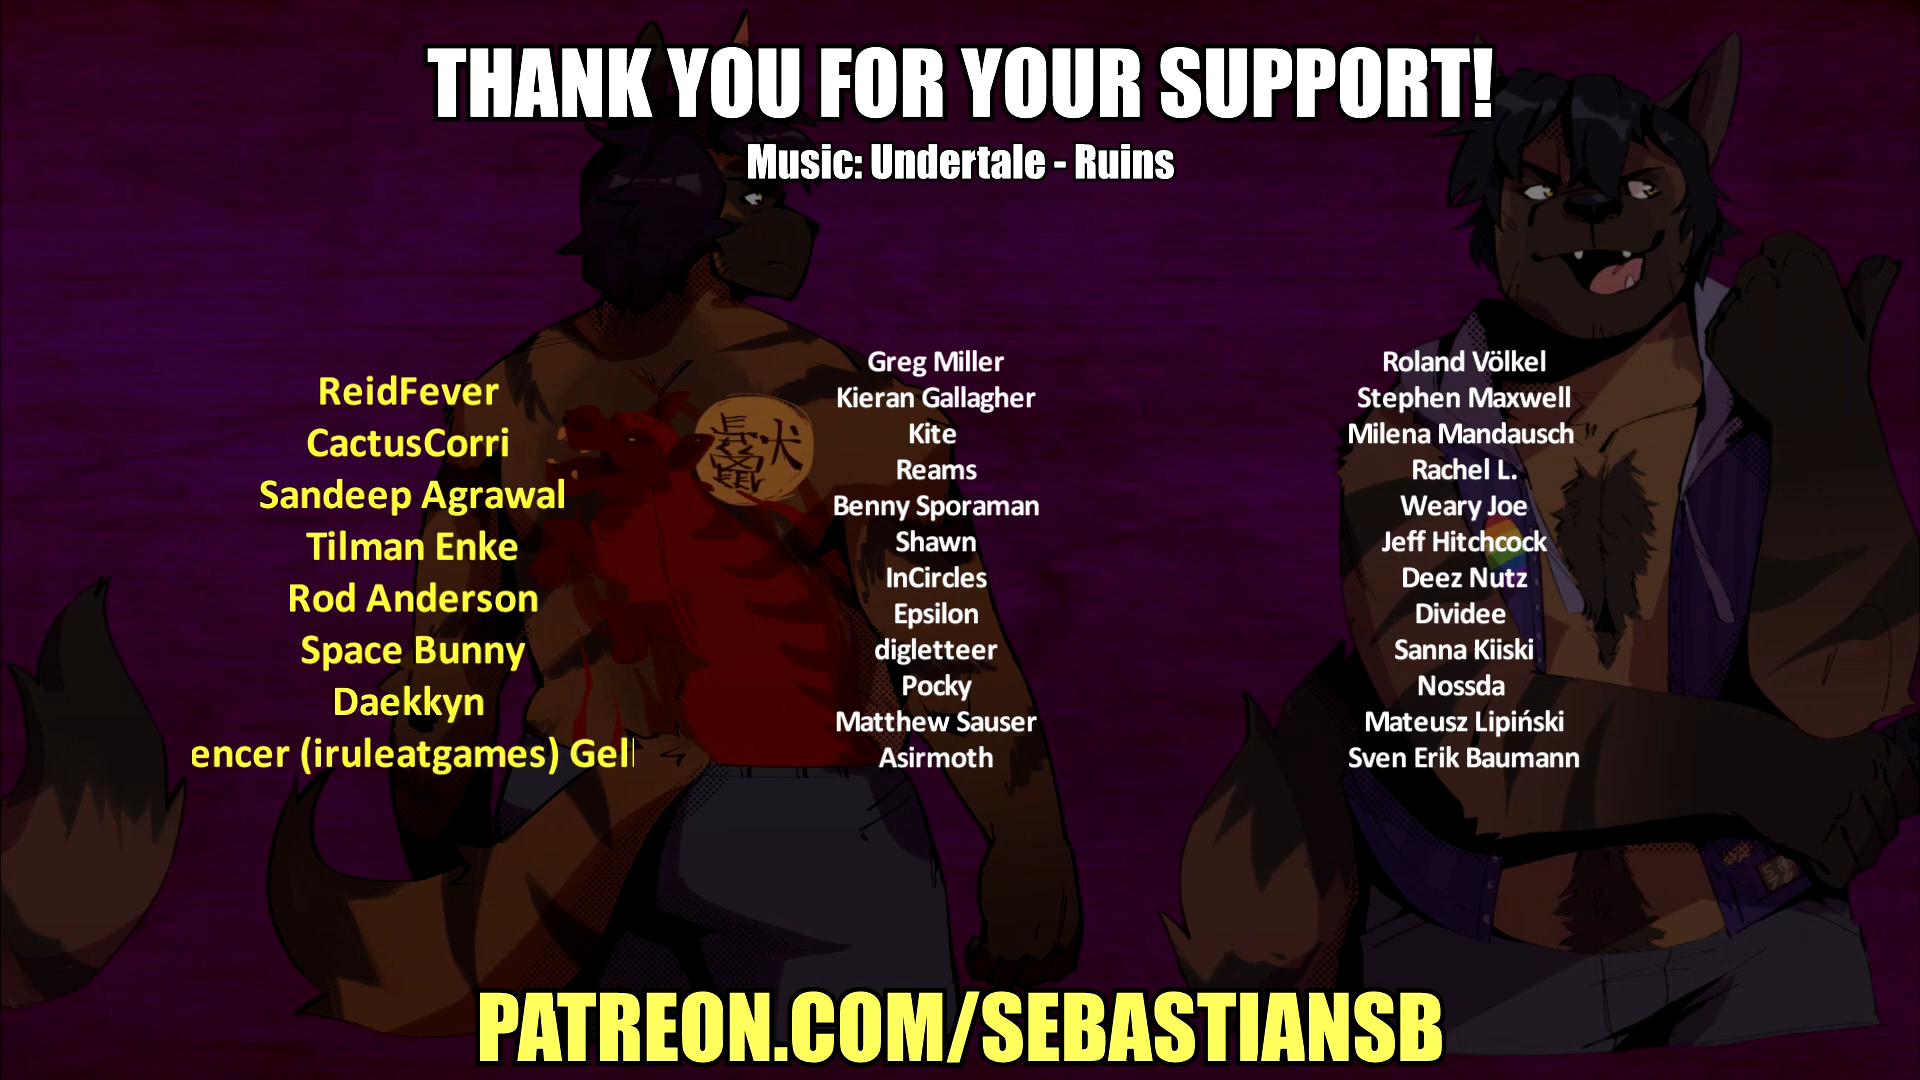 THANK YOU FOR YOUR SUPPORT!
Music: Undertale - Ruins
ReidFever
CactusCorri
Sandeep Agrawal
Tilman Enke
Rod Anderson
Space Bunny
Daekkyn
encer (iruleatgames) Gel
Greg Miller
Kieran Gallagher
Kite
Reams
Benny Sporaman
Shawn
InCircles
Epsilon
digletteer
Pocky
Matthew Sauser
Asirmoth
Roland Völkel
Stephen Maxwell
Milena Mandausch
Rachel L.
Weary Joe
Jeff Hitchcock
Deez Nutz
Dividee
Sanna Kiiski
Nossda
Mateusz Lipiński
Sven Erik Baumann
PATREON.COM/SEBASTIANSB